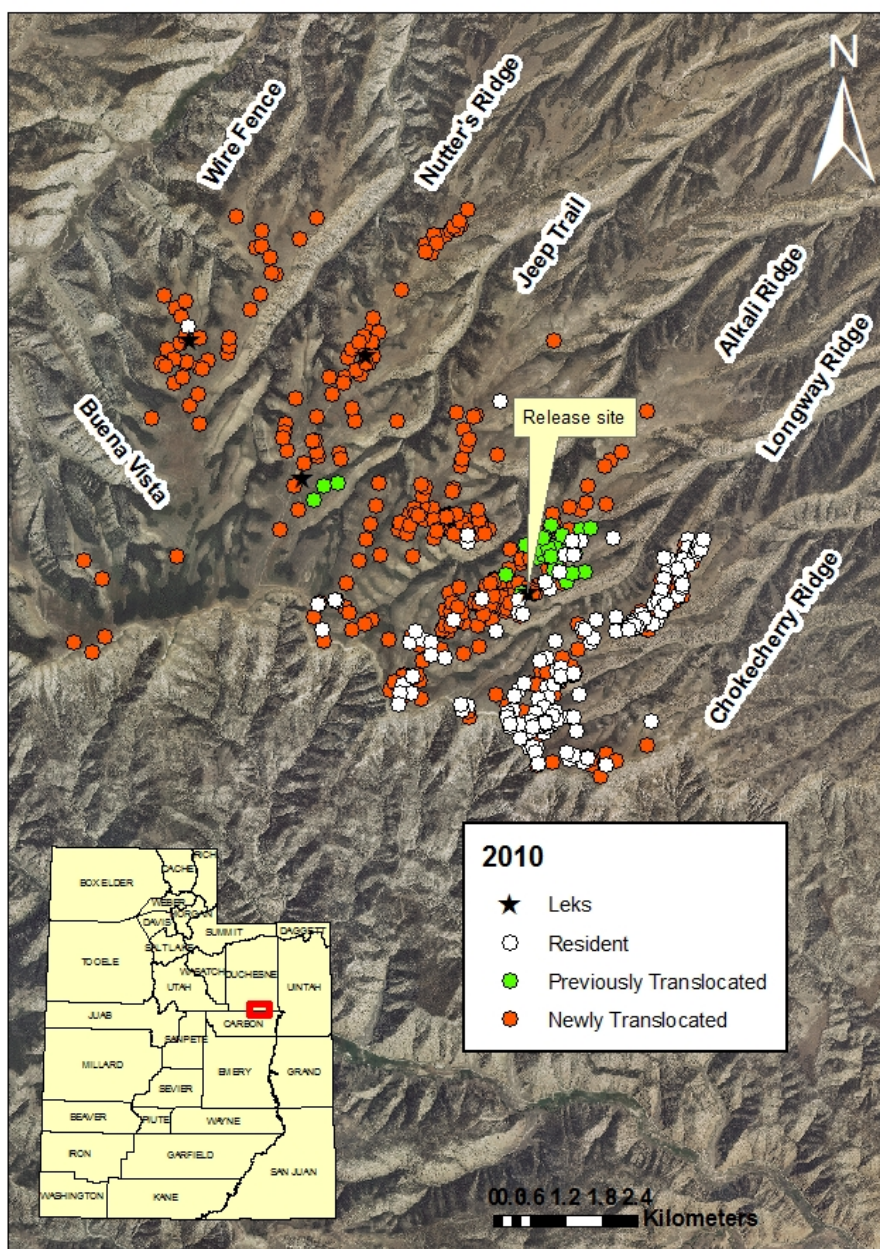 N
Wire Fence
Nutter's Ridge
Jeep Trail
Alkali Ridge
Longway Ridge
Buena Vista
Release site
Chokecherry Ridge
2010
Leks
Resident
Previously Translocated
Newly Translocated
RICH
CACHE
BOX ELDER
WEBER
MORGAN
DAVIS
SUMMIT
DAGGETT
SALT LAKE
TOOELE
WASATCH
DUCHESNE
UINTAH
UTAH
JUAB
CARBON
SANPETE
MILLARD
EMERY
GRAND
SEVIER
BEAVER
PIUTE
WAYNE
IRON
GARFIELD
SAN JUAN
WASHINGTON
KANE
00.30.6 1.2 1.8 2.4
Kilometers